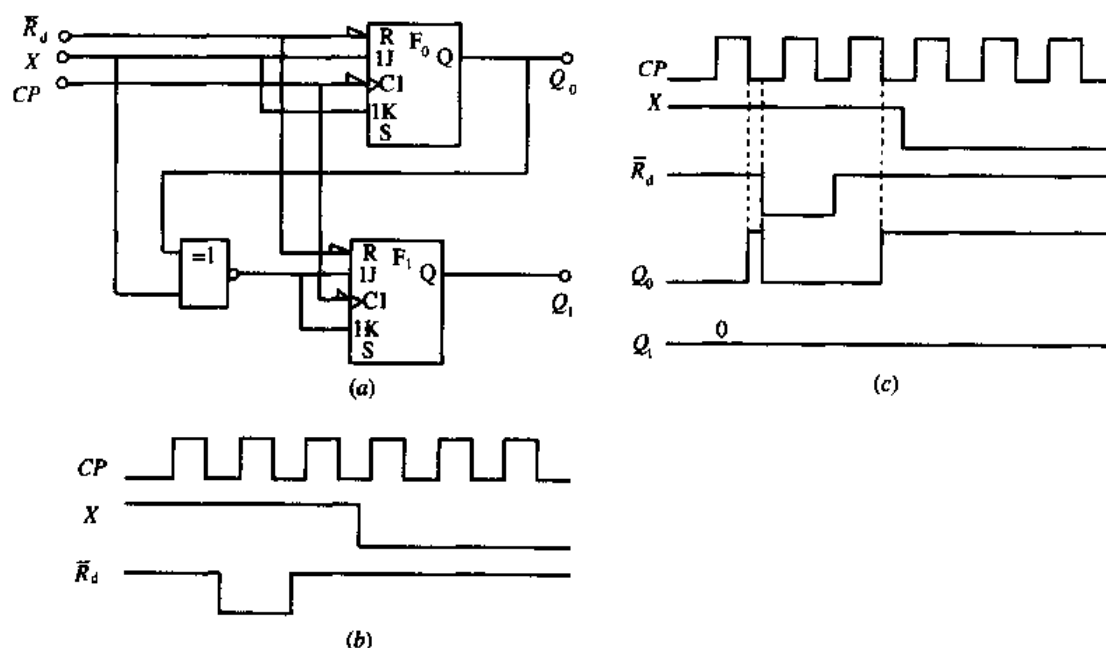 R̅d
X
CP
R
1J
C1
1K
S
F0
Q
Q0
=1
R
1J
C1
1K
S
F1
Q
Q1
(a)
CP
X
R̅d
(b)
CP
X
R̅d
Q0
Q1
0
(c)